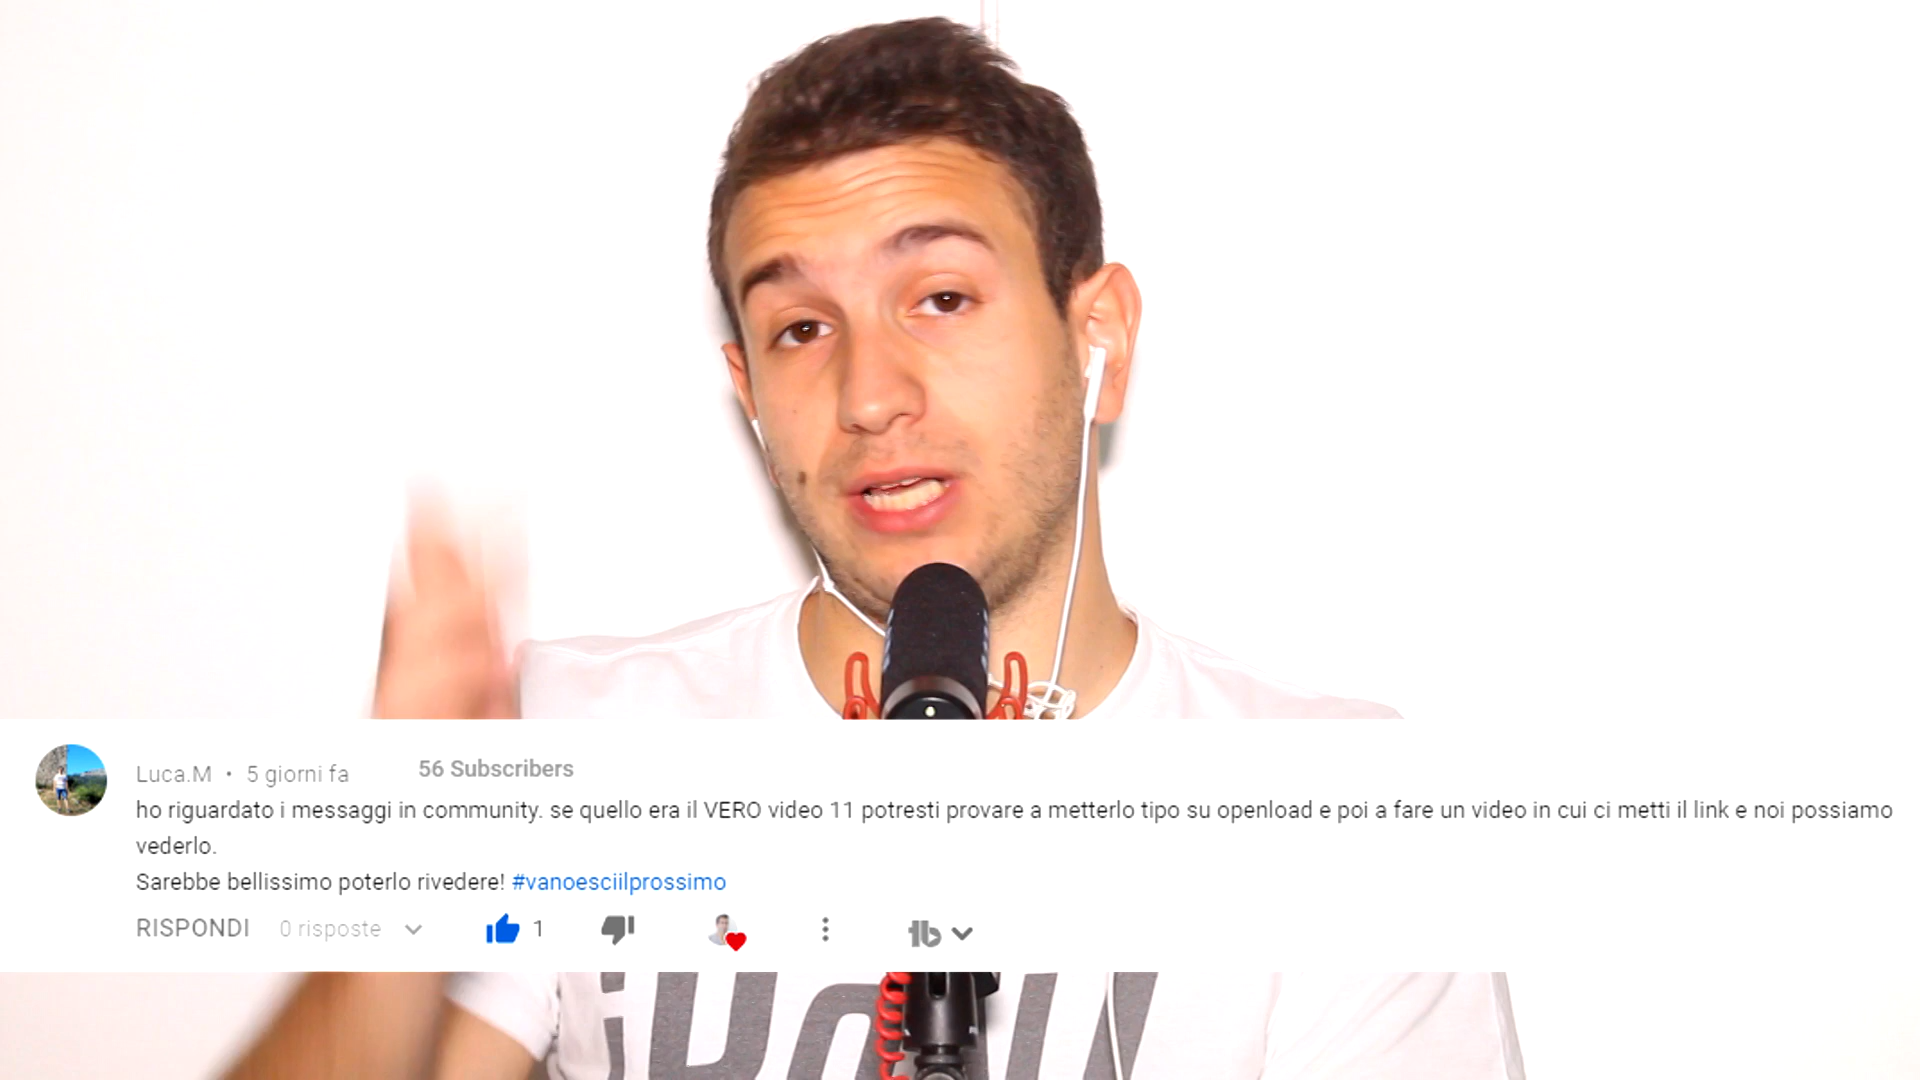 Luca.M • 5 giorni fa 56 Subscribers
ho riguardato i messaggi in community. se quello era il VERO video 11 potresti provare a metterlo tipo su openload e poi a fare un video in cui ci metti il link e noi possiamo
vederlo.
Sarebbe bellissimo poterlo rivedere! #vanoesciilprossimo
RISPONDI 0 risposte 1